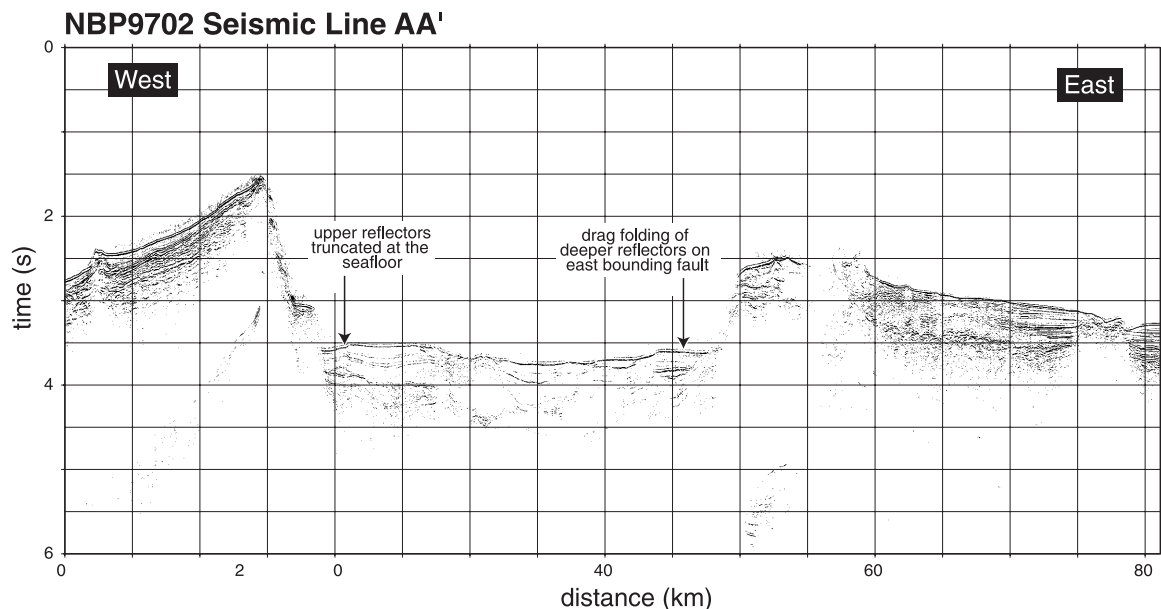 NBP9702 Seismic Line AA'
0
West
East
2
upper reflectors
truncated at the
seafloor
drag folding of
deeper reflectors on
east bounding fault
time (s)
4
6
0 2 0 40 60 80
distance (km)